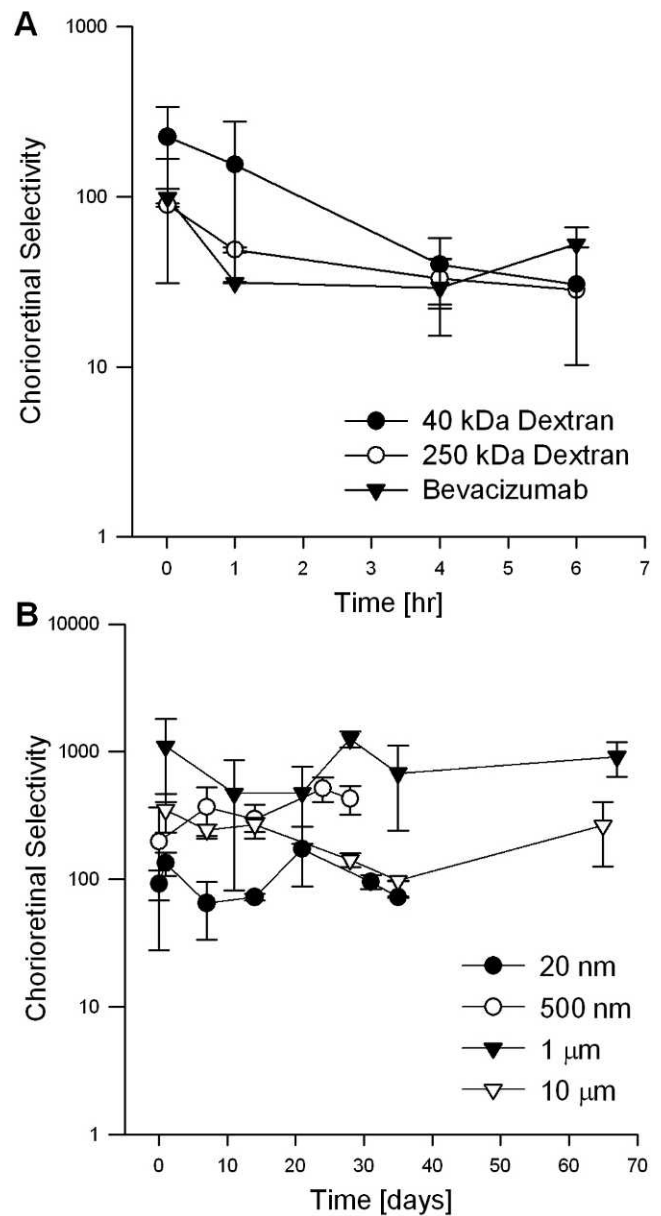 A
1000
100
10
1
Chorioretinal Selectivity
40 kDa Dextran
250 kDa Dextran
Bevacizumab
0 1 2 3 4 5 6 7
Time [hr]
B
10000
1000
100
10
1
Chorioretinal Selectivity
20 nm
500 nm
1 μm
10 μm
0 10 20 30 40 50 60 70
Time [days]